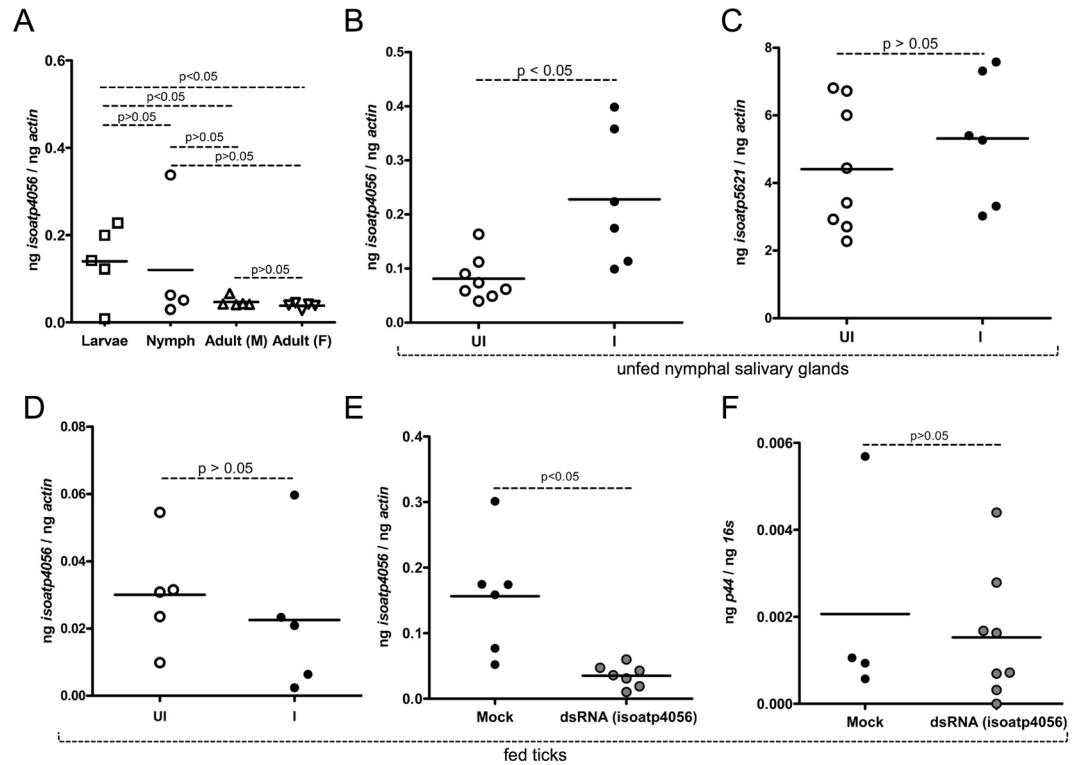 A
ng isoatp4056 / ng actin
0.6
0.4
0.2
0.0
p<0.05
p<0.05
p>0.05
p>0.05
p>0.05
p>0.05
Larvae Nymph Adult (M) Adult (F)
B
ng isoatp4056 / ng actin
0.5
0.4
0.3
0.2
0.1
0.0
p < 0.05
UI I
C
ng isoatp5621 / ng actin
8
6
4
2
0
p > 0.05
UI I
unfed nymphal salivary glands
D
ng isoatp4056 / ng actin
0.08
0.06
0.04
0.02
0.00
p > 0.05
UI I
E
ng isoatp4056 / ng actin
0.4
0.3
0.2
0.1
0.0
p<0.05
Mock dsRNA (isoatp4056)
F
ng p44 / ng 16s
0.006
0.004
0.002
0.000
p>0.05
Mock dsRNA (isoatp4056)
fed ticks